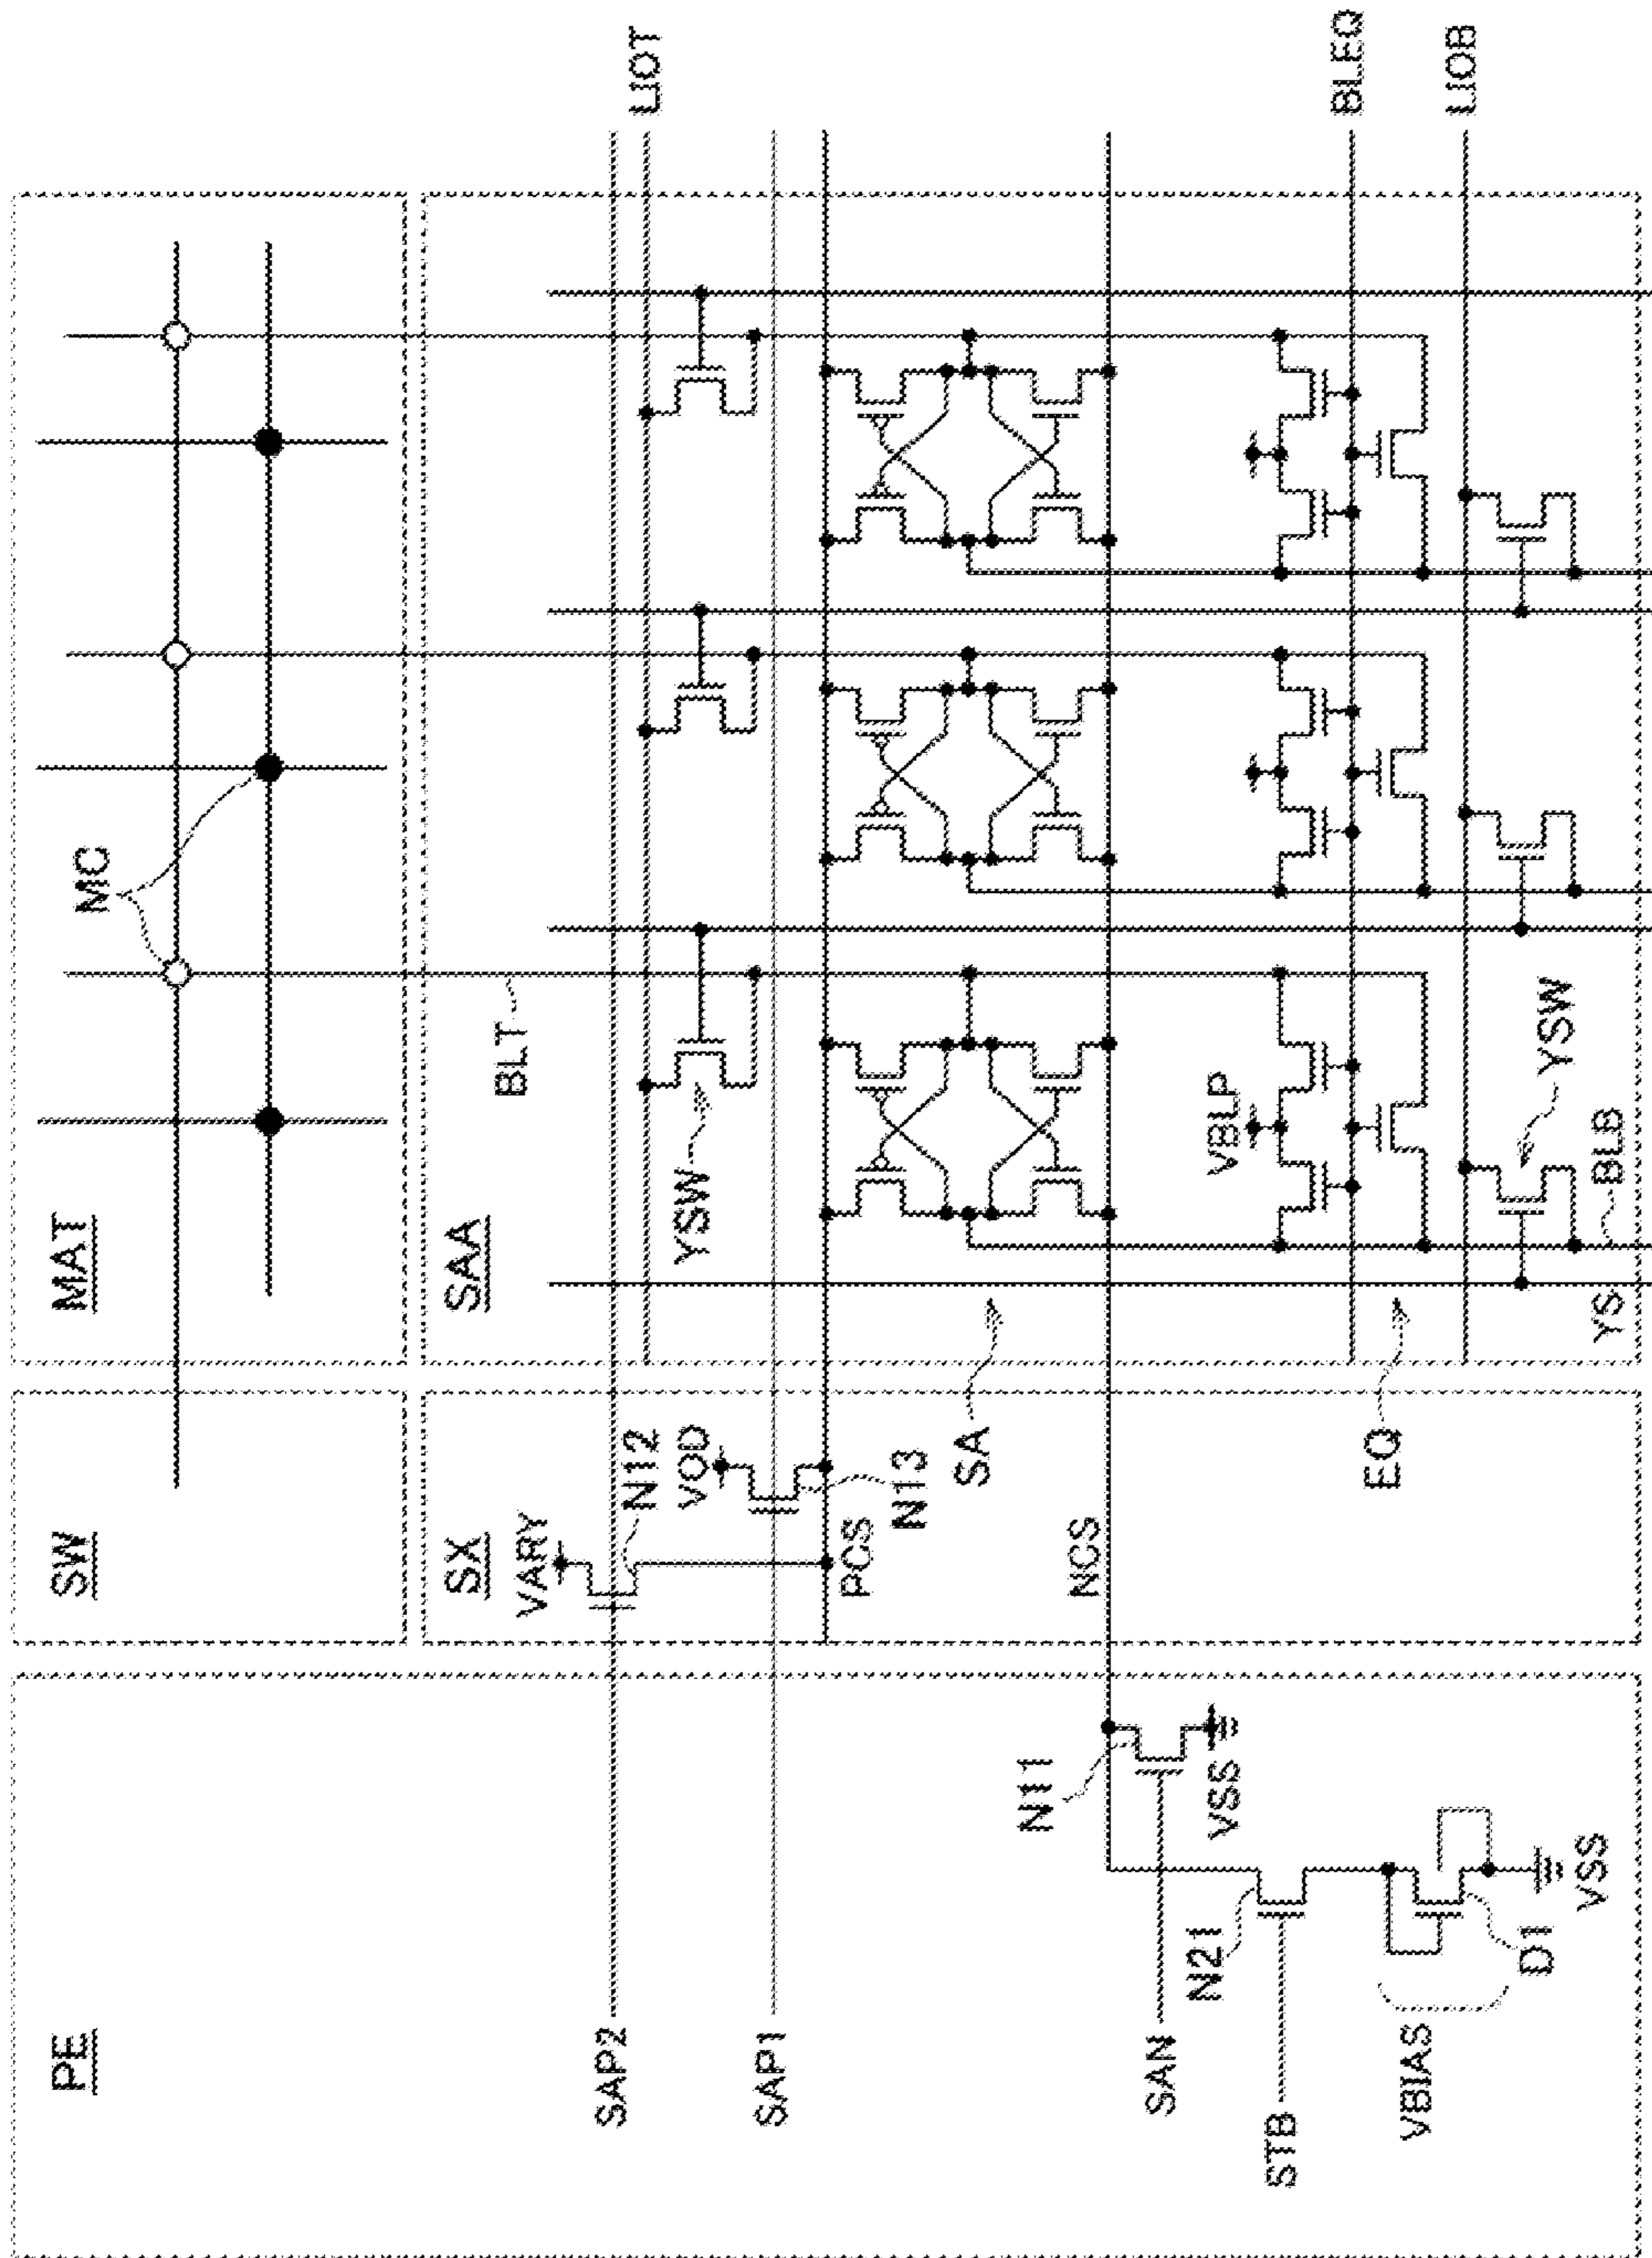 PE
SW
MAT
MC
SX
SAA
VARY
BLT
N12
SAP2
LIOT
VOD
YSW
SAP1
N13
PCS
SA
N11
NCS
SAN
VSS
N21
VBLP
STB
BLEQ
EQ
VBIAS
LIOB
D1
YSW
VSS
YS
BLB